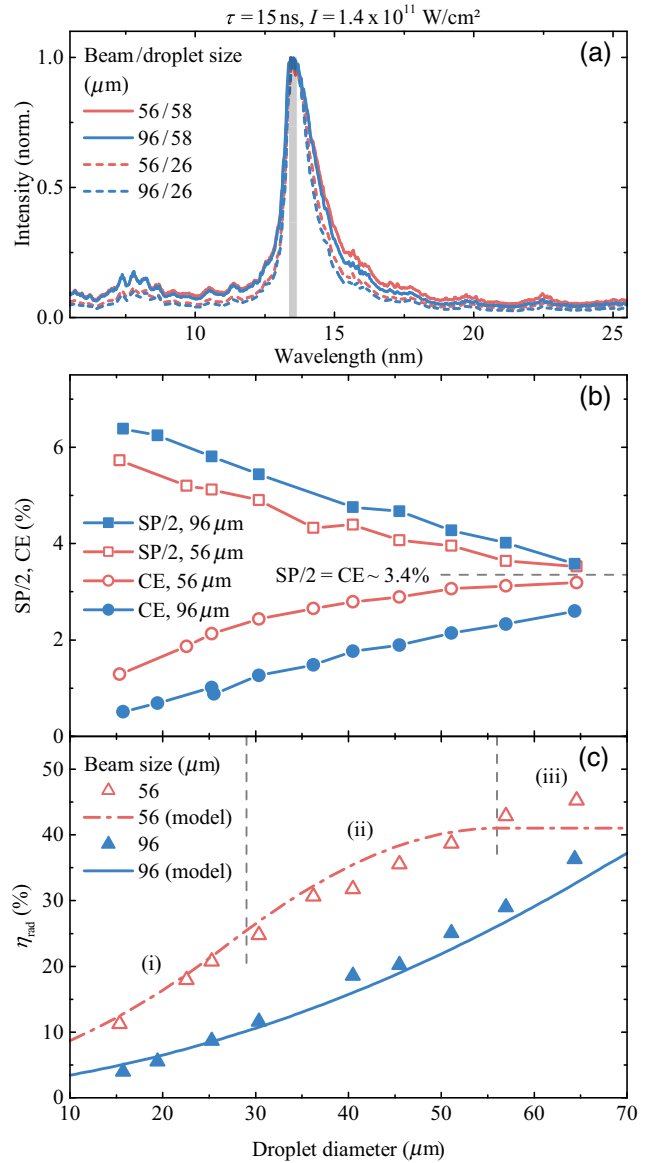 τ = 15 ns, I = 1.4 x 10¹¹ W/cm²
(a)
Beam/droplet size
(μm)
56/58
96/58
56/26
96/26
Intensity (norm.)
1.0
0.5
0.0
10 15 20 25
Wavelength (nm)
(b)
SP/2, CE (%)
6
4
2
0
SP/2, 96 μm
SP/2, 56 μm
CE, 56 μm
CE, 96 μm
SP/2 = CE ~ 3.4%
(c)
Beam size (μm)
56
56 (model)
96
96 (model)
(i)
(ii)
(iii)
η_rad (%)
50
40
30
20
10
0
10 20 30 40 50 60 70
Droplet diameter (μm)